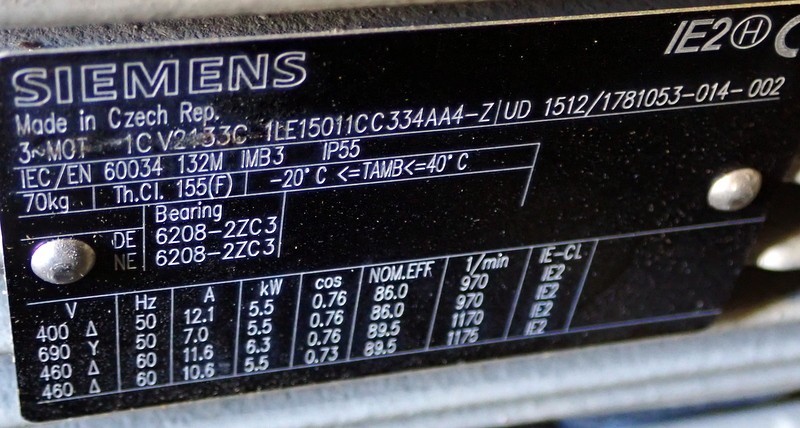 IE2 H C
SIEMENS
Made in Czech Rep.
3~MOT 1CV2133C 1LE15011CC334AA4-Z UD 1512/1781053-014-002
IEC/EN 60034 132M IMB3 IP55
70kg Th.Cl. 155(F) -20°C <=TAMB<=40°C
Bearing
DE 6208-2ZC3
NE 6208-2ZC3
V Hz A kW cos NOM.EFF 1/min IE-CL
400 Δ 50 12.1 5.5 0.76 86.0 970 IE2
690 Y 50 7.0 5.5 0.76 86.0 970 IE2
460 Δ 60 11.6 6.3 0.76 89.5 1170 IE2
460 Δ 60 10.6 5.5 0.73 89.5 1175 IE2